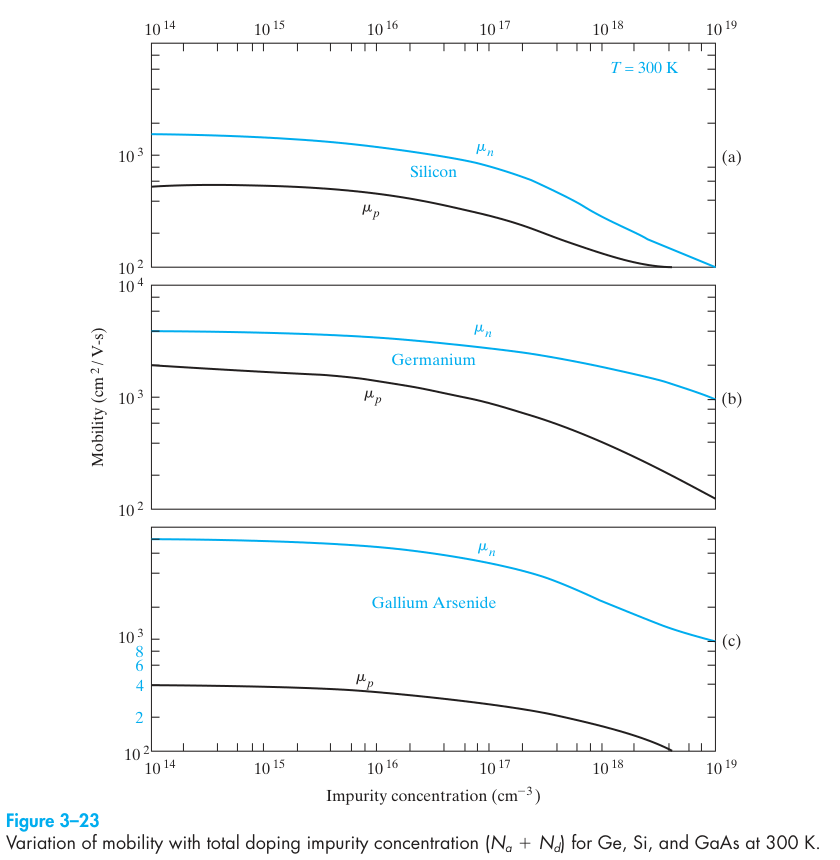 10^14 10^15 10^16 10^17 10^18 10^19
T = 300 K
μn
10^3
(a)
Silicon
μp
10^2
10^4
μn
Germanium
μp
10^3
(b)
Mobility (cm^2 / V-s)
10^2
μn
Gallium Arsenide
10^3
(c)
8
6
μp
4
2
10^2
10^14 10^15 10^16 10^17 10^18 10^19
Impurity concentration (cm^−3)
Figure 3–23
Variation of mobility with total doping impurity concentration (Na + Nd) for Ge, Si, and GaAs at 300 K.